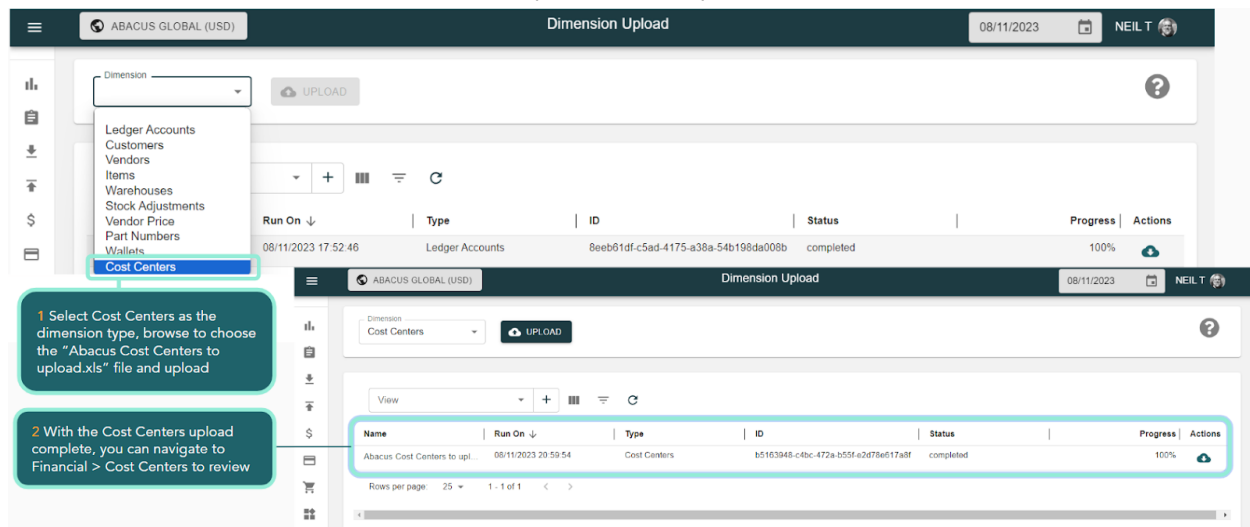 ABACUS GLOBAL (USD)
Dimension Upload
08/11/2023
NEIL T
Dimension
UPLOAD
?
Ledger Accounts
Customers
Vendors
Items
Warehouses
Stock Adjustments
Vendor Price
Part Numbers
Wallets
Cost Centers
Run On ↓ Type ID Status Progress Actions
08/11/2023 17:52:46 Ledger Accounts 8eeb61df-c5ad-4175-a38a-54b198da008b completed 100%
1 Select Cost Centers as the
dimension type, browse to choose
the “Abacus Cost Centers to
upload.xls” file and upload
ABACUS GLOBAL (USD)
Dimension Upload
08/11/2023
NEIL T
Dimension
Cost Centers
UPLOAD
?
View
2 With the Cost Centers upload
complete, you can navigate to
Financial > Cost Centers to review
Name Run On ↓ Type ID Status Progress Actions
Abacus Cost Centers to upl... 08/11/2023 20:59:54 Cost Centers b5163948-c4bc-472a-b55f-e2d78e617a8f completed 100%
Rows per page: 25 1 - 1 of 1 < >